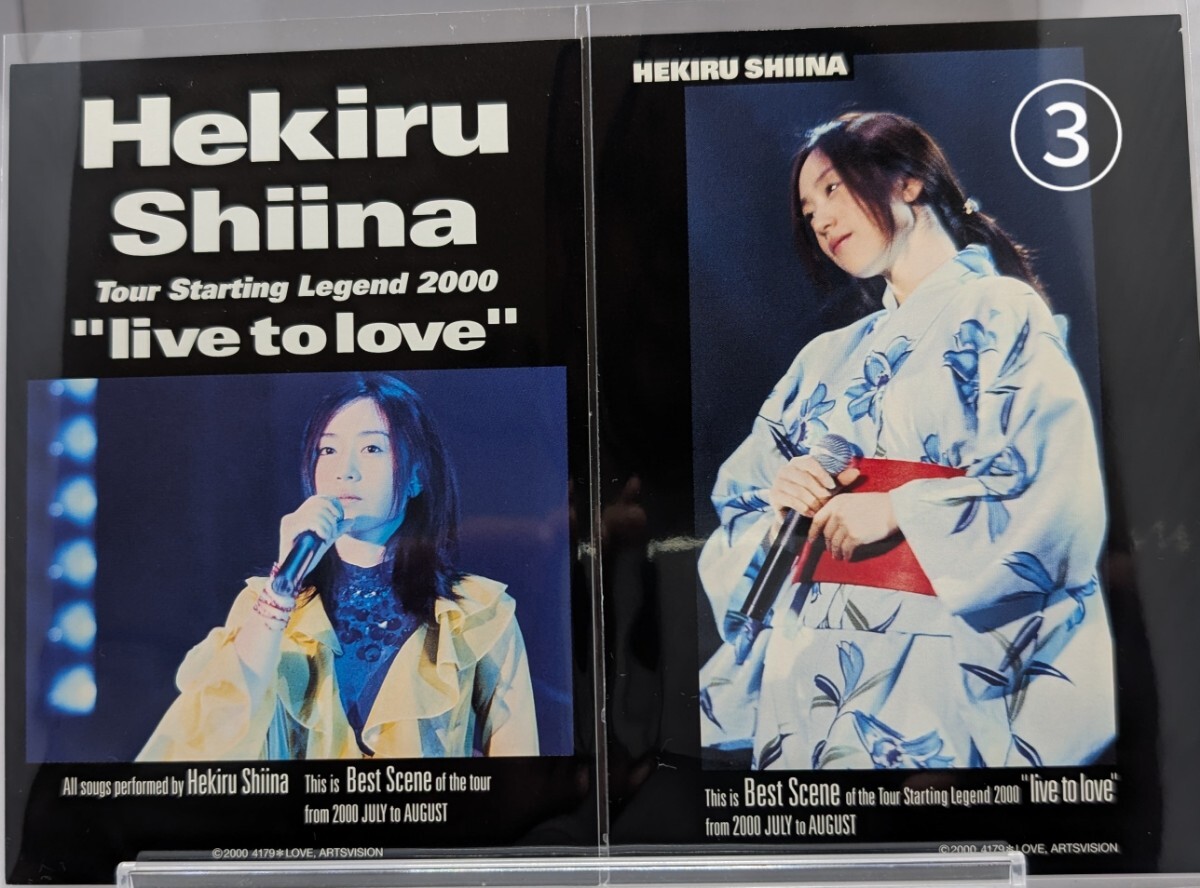 Hekiru
Shiina
Tour Starting Legend 2000
"live to love"
All sougs performed by Hekiru Shiina
This is Best Scene of the tour
from 2000 JULY to AUGUST
©2000 4179*LOVE, ARTSVISION
HEKIRU SHIINA
③
This is Best Scene of the Tour Starting Legend 2000 "live to love"
from 2000 JULY to AUGUST
©2000 4179*LOVE, ARTSVISION